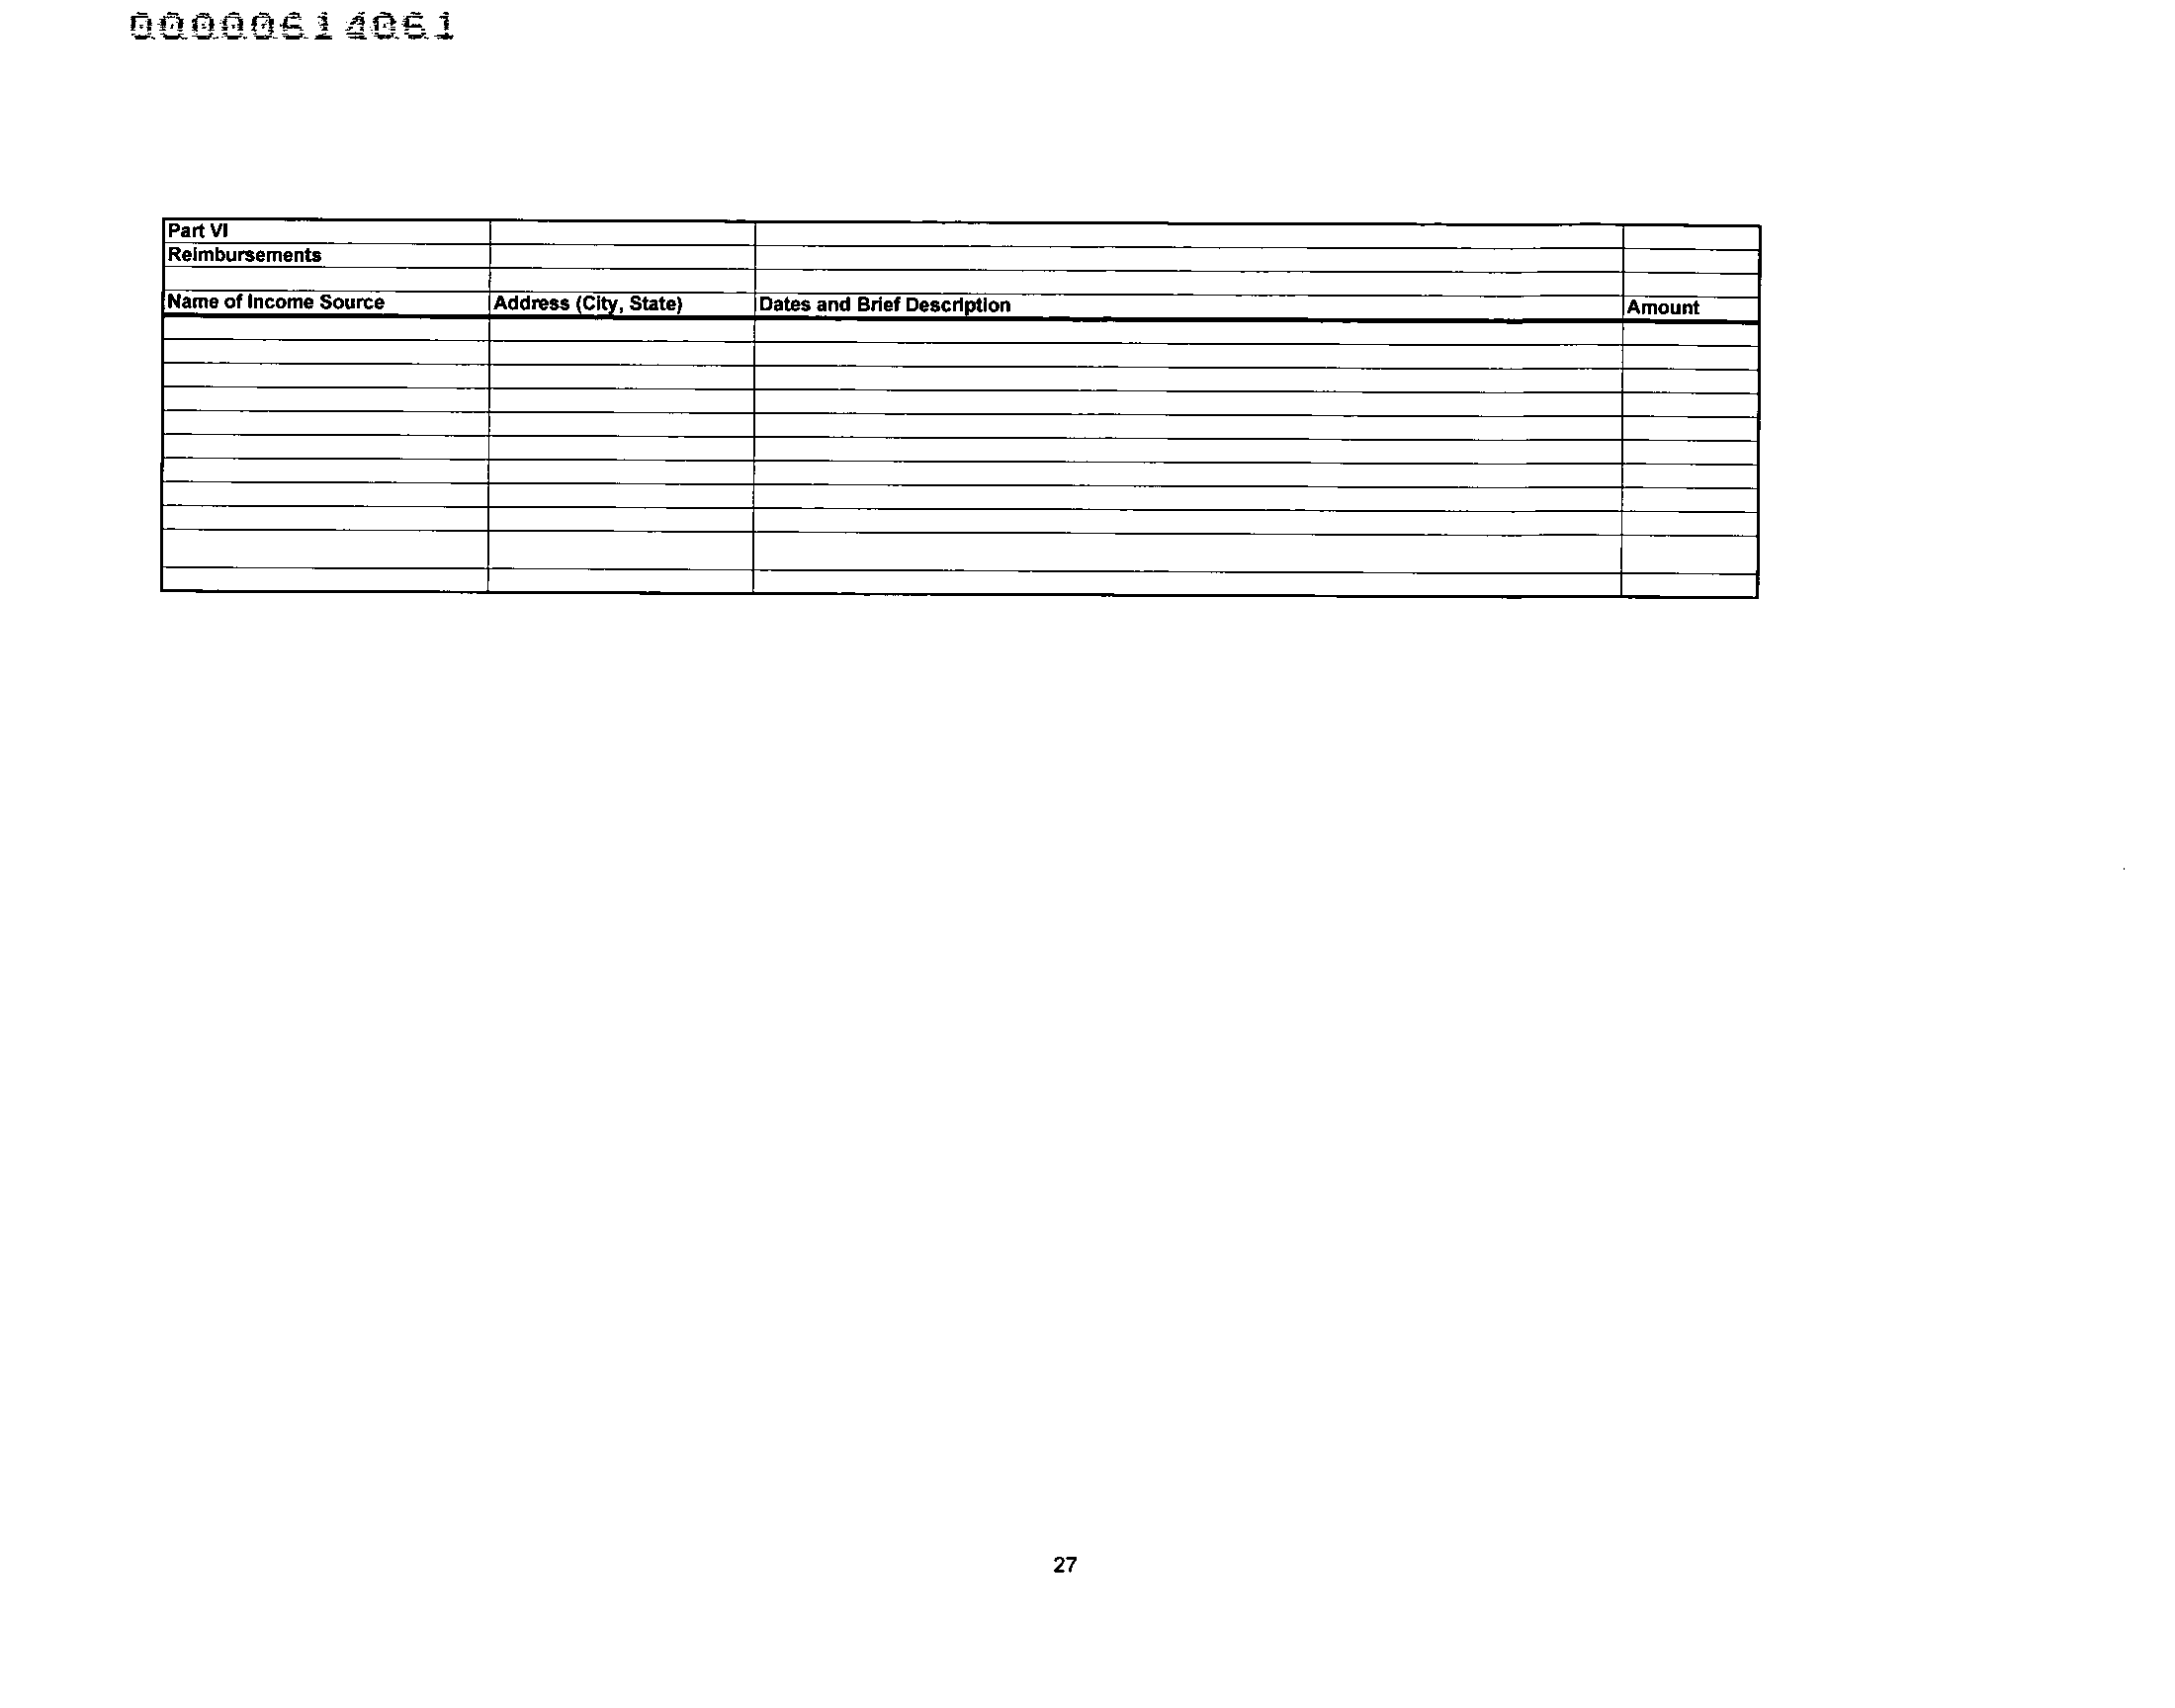 00000614061
Part VI
Reimbursements
Name of Income Source Address (City, State) Dates and Brief Description Amount
27